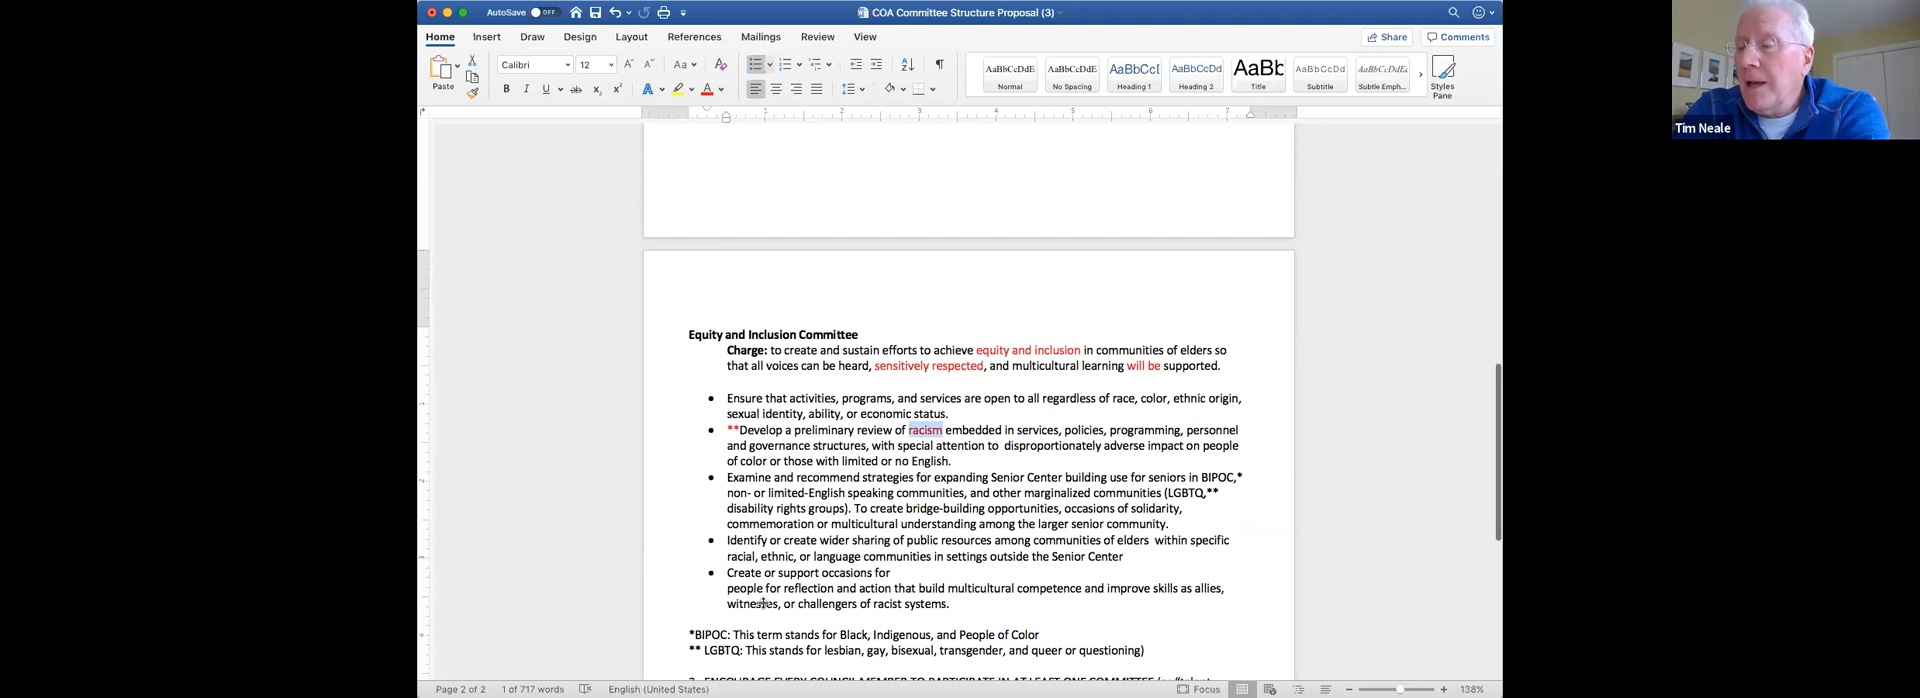 AutoSave OFF
COA Committee Structure Proposal (3)
Home Insert Draw Design Layout References Mailings Review View
Share Comments
Paste
Calibri 12
Aa
B I U ab x2 x2 A A
AaBbCcDdE Normal
AaBbCcDdE No Spacing
AaBbCcD Heading 1
AaBbCcDd Heading 2
AaBb Title
AaBbCcDd Subtitle
AaBbCcDdEe Subtle Emph...
Styles Pane
1 2 3 4 5 6 7
Tim Neale
Equity and Inclusion Committee
Charge: to create and sustain efforts to achieve equity and inclusion in communities of elders so
that all voices can be heard, sensitively respected, and multicultural learning will be supported.
• Ensure that activities, programs, and services are open to all regardless of race, color, ethnic origin,
sexual identity, ability, or economic status.
• **Develop a preliminary review of racism embedded in services, policies, programming, personnel
and governance structures, with special attention to disproportionately adverse impact on people
of color or those with limited or no English.
• Examine and recommend strategies for expanding Senior Center building use for seniors in BIPOC,*
non- or limited-English speaking communities, and other marginalized communities (LGBTQ,**
disability rights groups). To create bridge-building opportunities, occasions of solidarity,
commemoration or multicultural understanding among the larger senior community.
• Identify or create wider sharing of public resources among communities of elders within specific
racial, ethnic, or language communities in settings outside the Senior Center
• Create or support occasions for
people for reflection and action that build multicultural competence and improve skills as allies,
witnesses, or challengers of racist systems.
*BIPOC: This term stands for Black, Indigenous, and People of Color
** LGBTQ: This stands for lesbian, gay, bisexual, transgender, and queer or questioning)
Page 2 of 2 1 of 717 words English (United States) Focus 138%